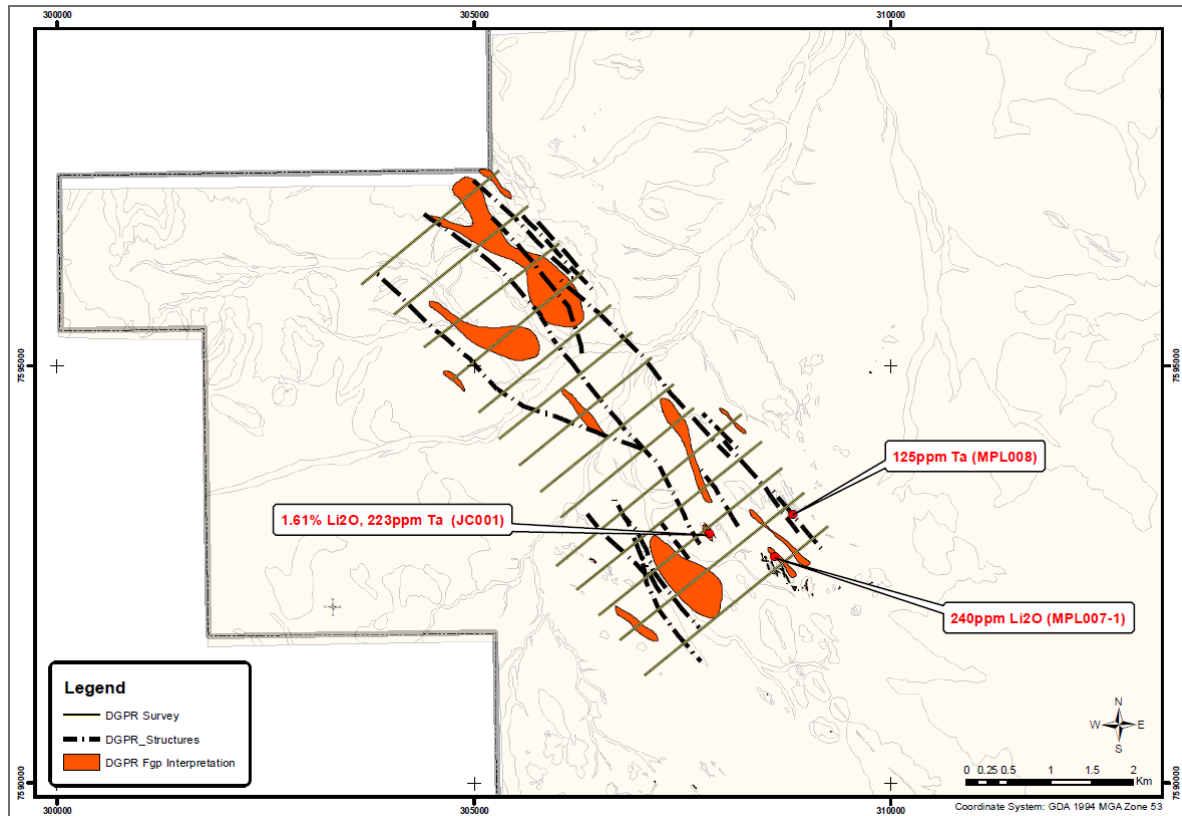 300000
305000
310000
7595000
7595000
125ppm Ta (MPL008)
1.61% Li2O, 223ppm Ta (JC001)
240ppm Li2O (MPL007-1)
Legend
DGPR Survey
DGPR_Structures
DGPR Fgp Interpretation
N
W E
S
0 0.25 0.5 1 1.5 2
Km
7590000
7590000
Coordinate System: GDA 1994 MGA Zone 53
300000
305000
310000